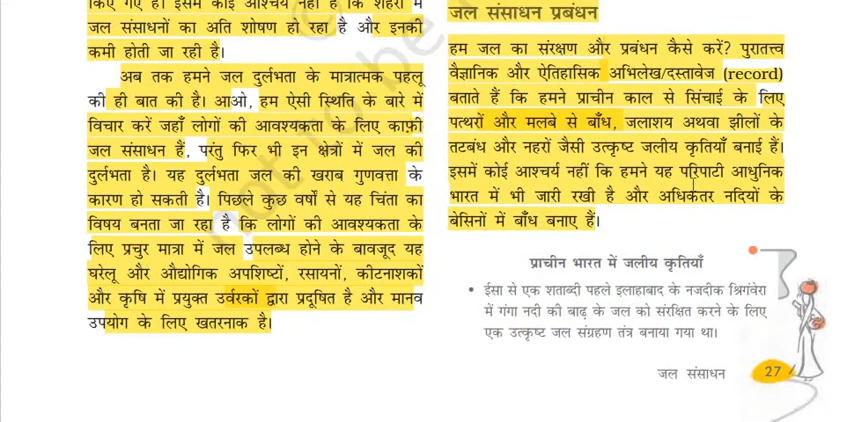 किए गए हैं। इसमें कोई आश्चर्य नहीं है कि शहरों में
जल संसाधनों का अति शोषण हो रहा है और इनकी
कमी होती जा रही है।
अब तक हमने जल दुर्लभता के मात्रात्मक पहलू
की ही बात की है। आओ, हम ऐसी स्थिति के बारे में
विचार करें जहाँ लोगों की आवश्यकता के लिए काफ़ी
जल संसाधन हैं, परंतु फिर भी इन क्षेत्रों में जल की
दुर्लभता है। यह दुर्लभता जल की खराब गुणवत्ता के
कारण हो सकती है। पिछले कुछ वर्षों से यह चिंता का
विषय बनता जा रहा है कि लोगों की आवश्यकता के
लिए प्रचुर मात्रा में जल उपलब्ध होने के बावजूद यह
घरेलू और औद्योगिक अपशिष्टों, रसायनों, कीटनाशकों
और कृषि में प्रयुक्त उर्वरकों द्वारा प्रदूषित है और मानव
उपयोग के लिए खतरनाक है।
जल संसाधन प्रबंधन
हम जल का संरक्षण और प्रबंधन कैसे करें? पुरातत्त्व
वैज्ञानिक और ऐतिहासिक अभिलेख/दस्तावेज (record)
बताते हैं कि हमने प्राचीन काल से सिंचाई के लिए
पत्थरों और मलबे से बाँध, जलाशय अथवा झीलों के
तटबंध और नहरों जैसी उत्कृष्ट जलीय कृतियाँ बनाई हैं।
इसमें कोई आश्चर्य नहीं कि हमने यह परिपाटी आधुनिक
भारत में भी जारी रखी है और अधिकतर नदियों के
बेसिनों में बाँध बनाए हैं।
प्राचीन भारत में जलीय कृतियाँ
• ईसा से एक शताब्दी पहले इलाहाबाद के नजदीक श्रिगंवेरा
में गंगा नदी की बाढ़ के जल को संरक्षित करने के लिए
एक उत्कृष्ट जल संग्रहण तंत्र बनाया गया था।
जल संसाधन 27